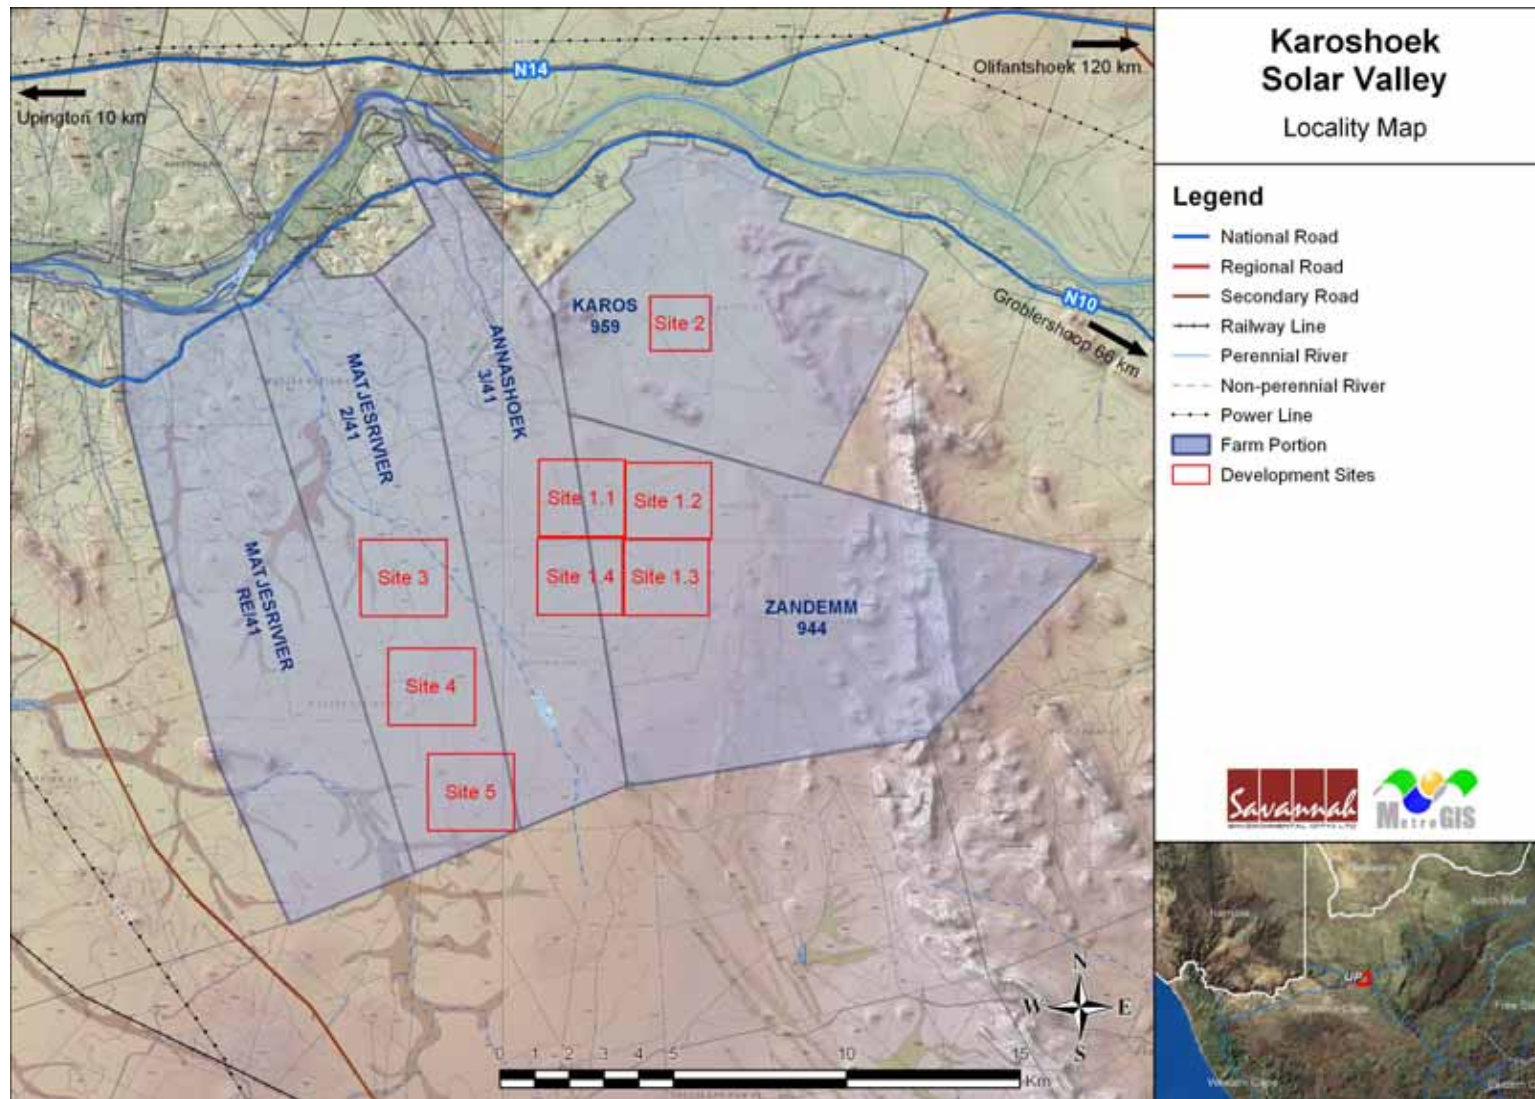 Karoshoek
Solar Valley
Locality Map
Legend
National Road
Regional Road
Secondary Road
Railway Line
Perennial River
Non-perennial River
Power Line
Farm Portion
Development Sites
N14
Olifantshoek 120 km
Upington 10 km
N10
Groblershoop 66 km
KAROS
959
Site 2
ANNASHOEK
3/41
MATJESRIVIER
2/41
MATJESRIVIER
RE/41
Site 1.1
Site 1.2
Site 1.4
Site 1.3
Site 3
Site 4
Site 5
ZANDEMM
944
N
W E
S
0 1 2 3 4 5 10 15
Km
Savannah
MetroGIS
North West
Western Cape